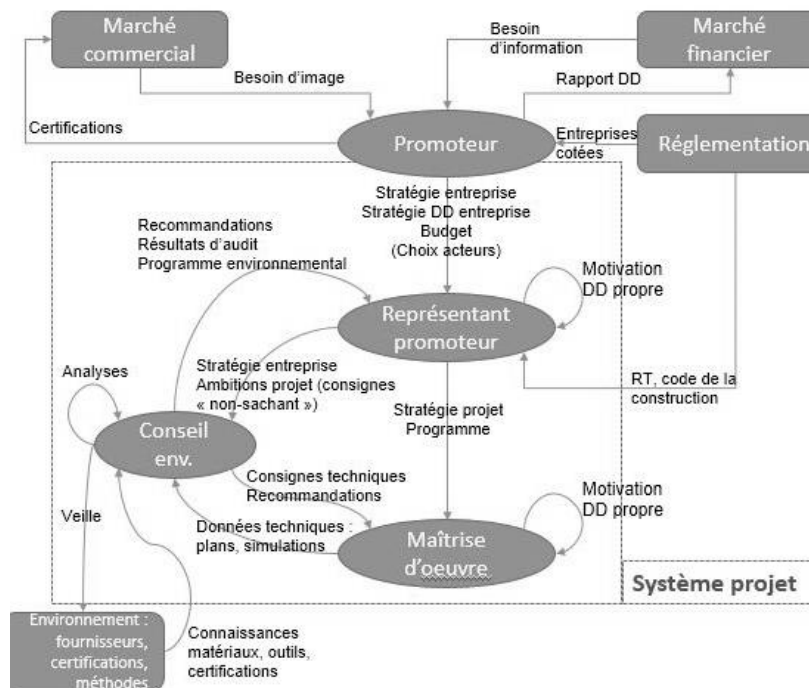 Marché
commercial
Besoin
d'information
Marché
financier
Besoin d'image
Rapport DD
Certifications
Promoteur
Entreprises
cotées
Réglementation
Stratégie entreprise
Stratégie DD entreprise
Budget
(Choix acteurs)
Recommandations
Résultats d'audit
Programme environnemental
Motivation
DD propre
Représentant
promoteur
Stratégie entreprise
Ambitions projet (consignes
« non-sachant »)
Analyses
RT, code de la
construction
Stratégie projet
Programme
Conseil
env.
Consignes techniques
Recommandations
Motivation
DD propre
Veille
Données techniques :
plans, simulations
Maîtrise
d'oeuvre
Système projet
Environnement :
fournisseurs,
certifications,
méthodes
Connaissances
matériaux, outils,
certifications